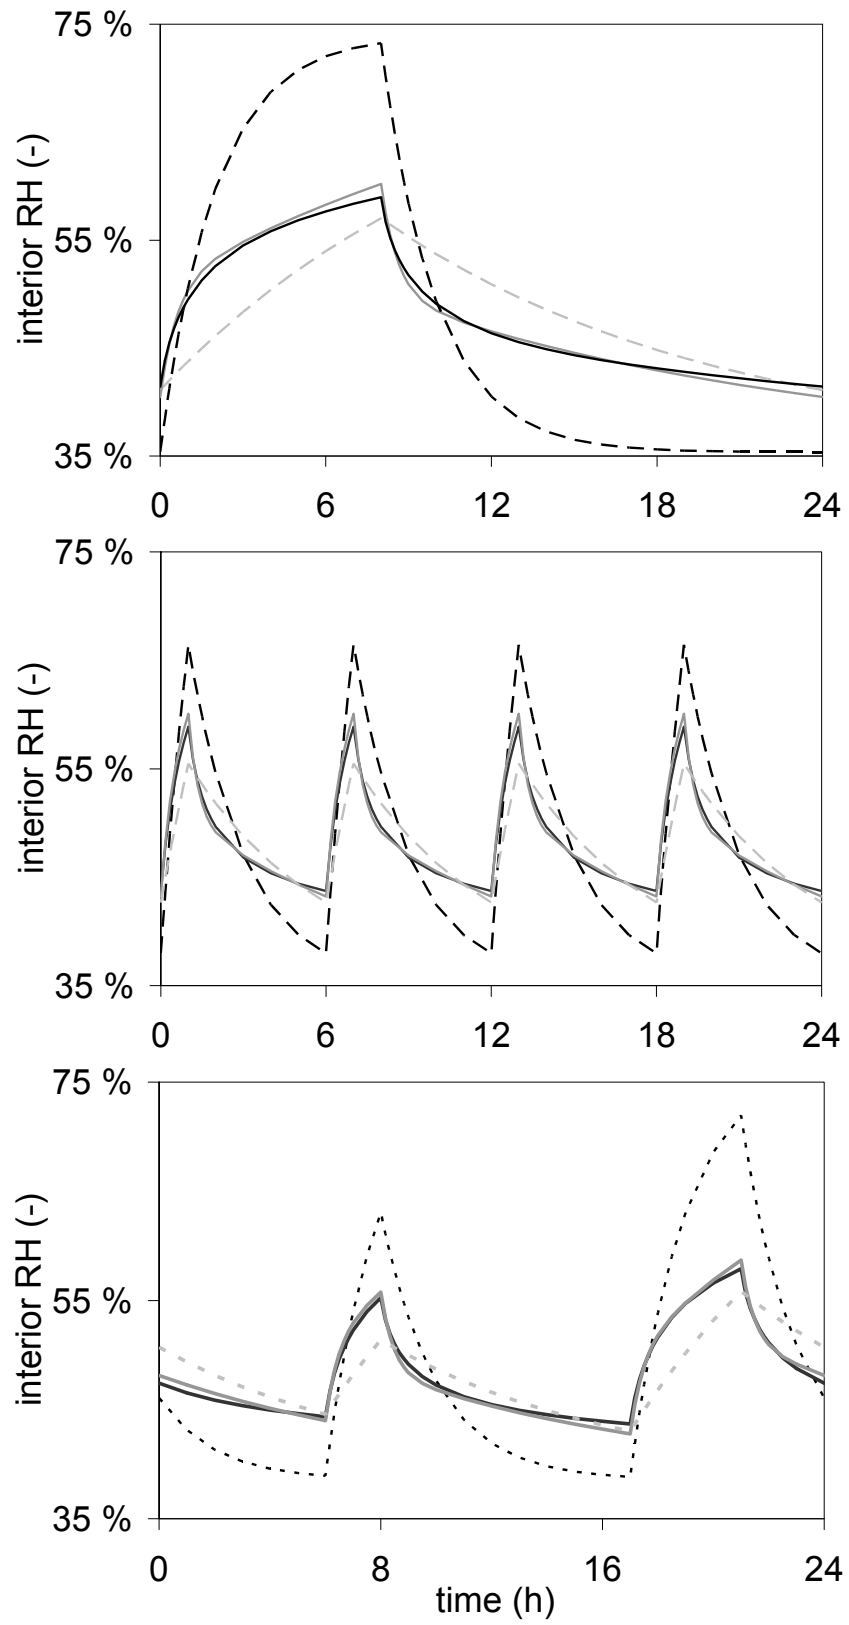 75 %
interior RH (-)
55 %
35 %
0 6 12 18 24
75 %
interior RH (-)
55 %
35 %
0 6 12 18 24
75 %
interior RH (-)
55 %
35 %
0 8 16 24
time (h)